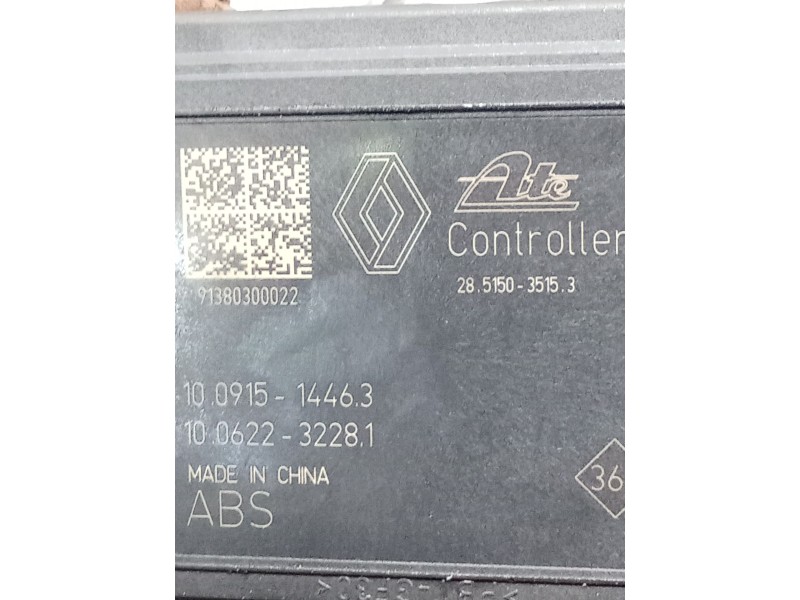 Ate
Controller
28.5150-3515.3
91380300022
10.0915-1446.3
10.0622-3228.1
MADE IN CHINA
ABS
36